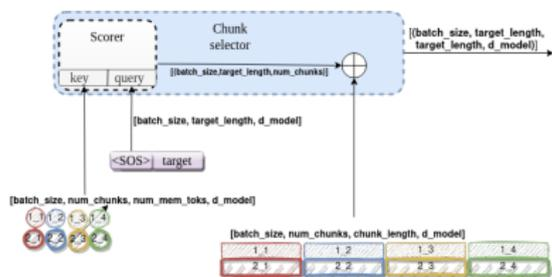 Scorer
Chunk
selector
key
query
[(batch_size,target_length,num_chunks)]
[(batch_size, target_length,
target_length, d_model)]
[batch_size, target_length, d_model]
<SOS> target
[batch_size, num_chunks, num_mem_toks, d_model]
1_1 1_2 1_3 1_4
2_1 2_2 2_3 2_4
[batch_size, num_chunks, chunk_length, d_model]
1_1 1_2 1_3 1_4
2_1 2_2 2_3 2_4